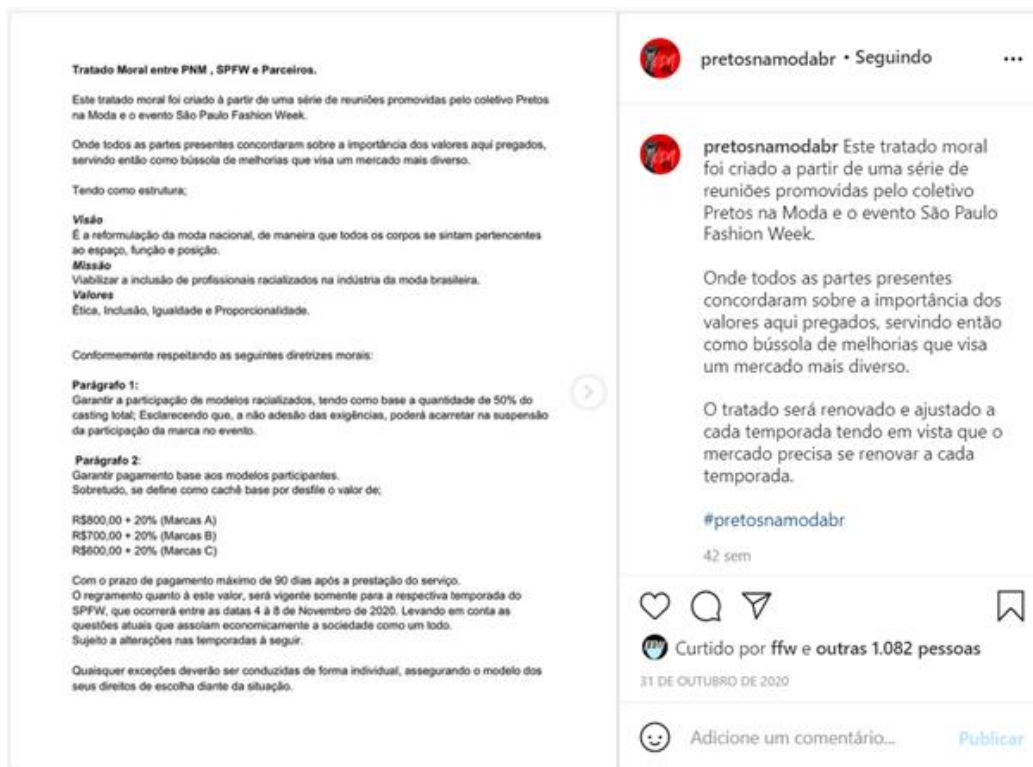 Tratado Moral entre PNM , SPFW e Parceiros.
Este tratado moral foi criado à partir de uma série de reuniões promovidas pelo coletivo Pretos
na Moda e o evento São Paulo Fashion Week.
Onde todos as partes presentes concordaram sobre a importância dos valores aqui pregados,
servindo então como bússola de melhorias que visa um mercado mais diverso.
Tendo como estrutura;
Visão
É a reformulação da moda nacional, de maneira que todos os corpos se sintam pertencentes
ao espaço, função e posição.
Missão
Viabilizar a inclusão de profissionais racializados na indústria da moda brasileira.
Valores
Ética, Inclusão, Igualdade e Proporcionalidade.
Conformemente respeitando as seguintes diretrizes morais:
Parágrafo 1:
Garantir a participação de modelos racializados, tendo como base a quantidade de 50% do
casting total; Esclarecendo que, a não adesão das exigências, poderá acarretar na suspensão
da participação da marca no evento.
Parágrafo 2:
Garantir pagamento base aos modelos participantes.
Sobretudo, se define como cachê base por desfile o valor de;
R$800,00 + 20% (Marcas A)
R$700,00 + 20% (Marcas B)
R$600,00 + 20% (Marcas C)
Com o prazo de pagamento máximo de 90 dias após a prestação do serviço.
O regramento quanto à este valor, será vigente somente para a respectiva temporada do
SPFW, que ocorrerá entre as datas 4 à 8 de Novembro de 2020. Levando em conta as
questões atuais que assolam economicamente a sociedade como um todo.
Sujeito a alterações nas temporadas à seguir.
Quaisquer exceções deverão ser conduzidas de forma individual, assegurando o modelo dos
seus direitos de escolha diante da situação.
pretosnamodabr • Seguindo
pretosnamodabr Este tratado moral
foi criado a partir de uma série de
reuniões promovidas pelo coletivo
Pretos na Moda e o evento São Paulo
Fashion Week.
Onde todos as partes presentes
concordaram sobre a importância dos
valores aqui pregados, servindo então
como bússola de melhorias que visa
um mercado mais diverso.
O tratado será renovado e ajustado a
cada temporada tendo em vista que o
mercado precisa se renovar a cada
temporada.
#pretosnamodabr
42 sem
Curtido por ffw e outras 1.082 pessoas
31 DE OUTUBRO DE 2020
Adicione um comentário... Publicar